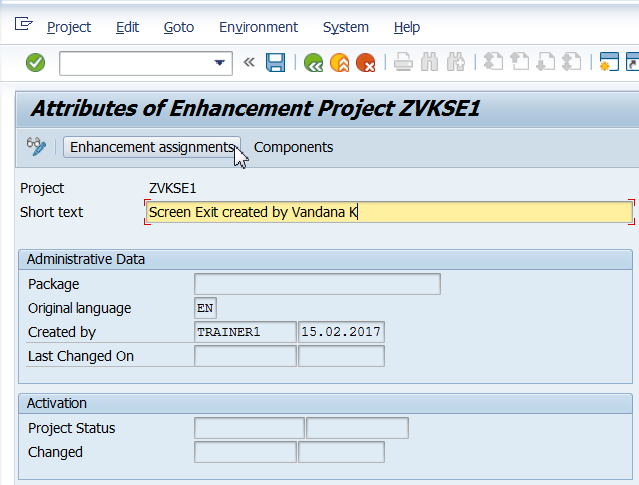 Project Edit Goto Environment System Help
Attributes of Enhancement Project ZVKSE1
Enhancement assignments Components
Project ZVKSE1
Short text Screen Exit created by Vandana K
Administrative Data
Package
Original language EN
Created by TRAINER1 15.02.2017
Last Changed On
Activation
Project Status
Changed